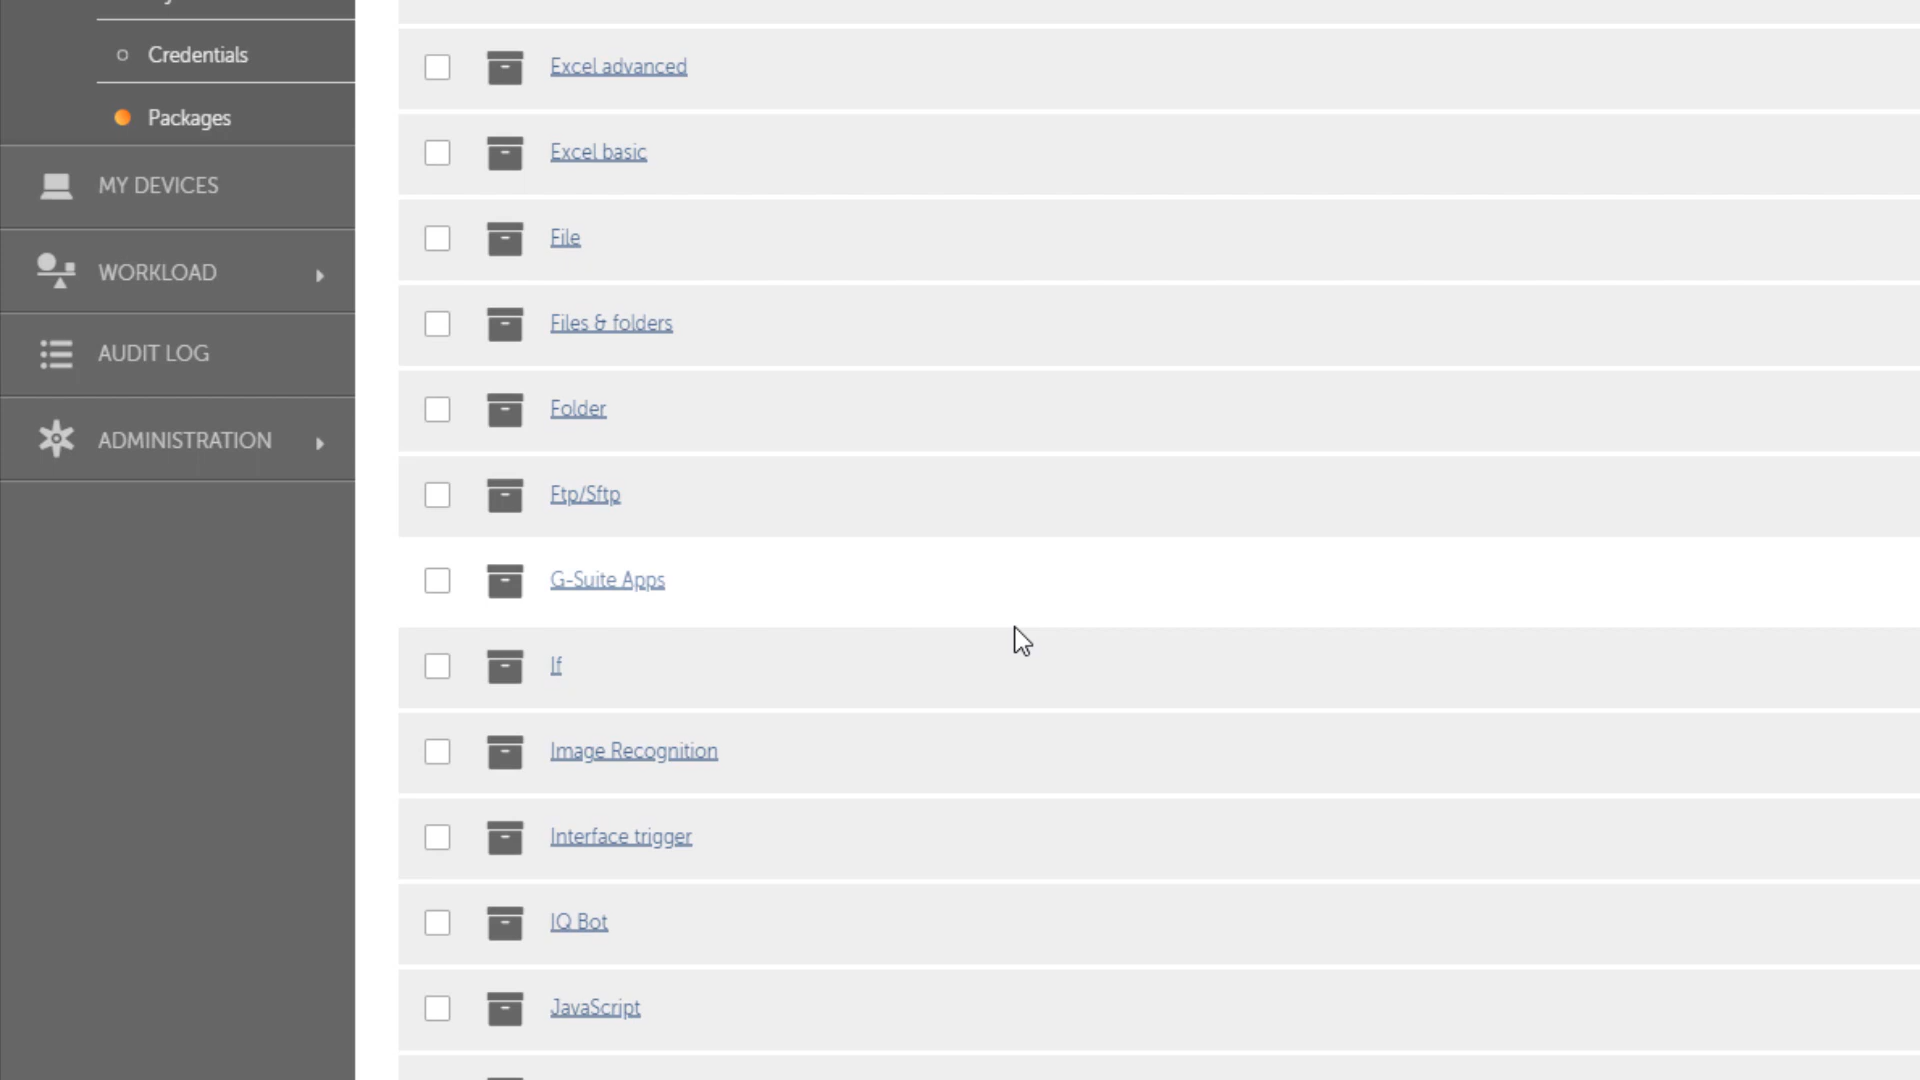 Credentials
Packages
MY DEVICES
WORKLOAD
AUDIT LOG
ADMINISTRATION
Excel advanced
Excel basic
File
Files & folders
Folder
Ftp/Sftp
G-Suite Apps
If
Image Recognition
Interface trigger
IQ Bot
JavaScript